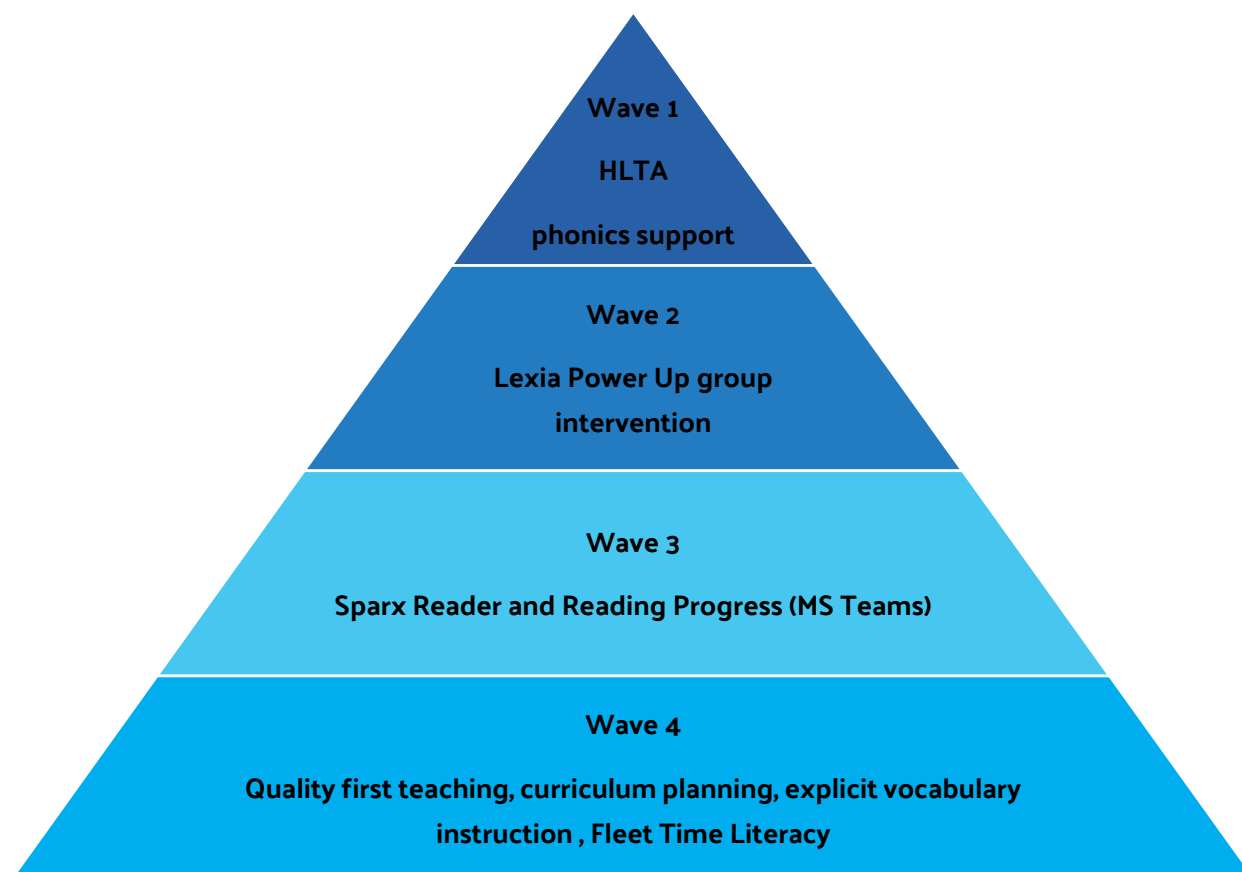 Wave 1
HLTA
phonics support
Wave 2
Lexia Power Up group
intervention
Wave 3
Sparx Reader and Reading Progress (MS Teams)
Wave 4
Quality first teaching, curriculum planning, explicit vocabulary
instruction , Fleet Time Literacy